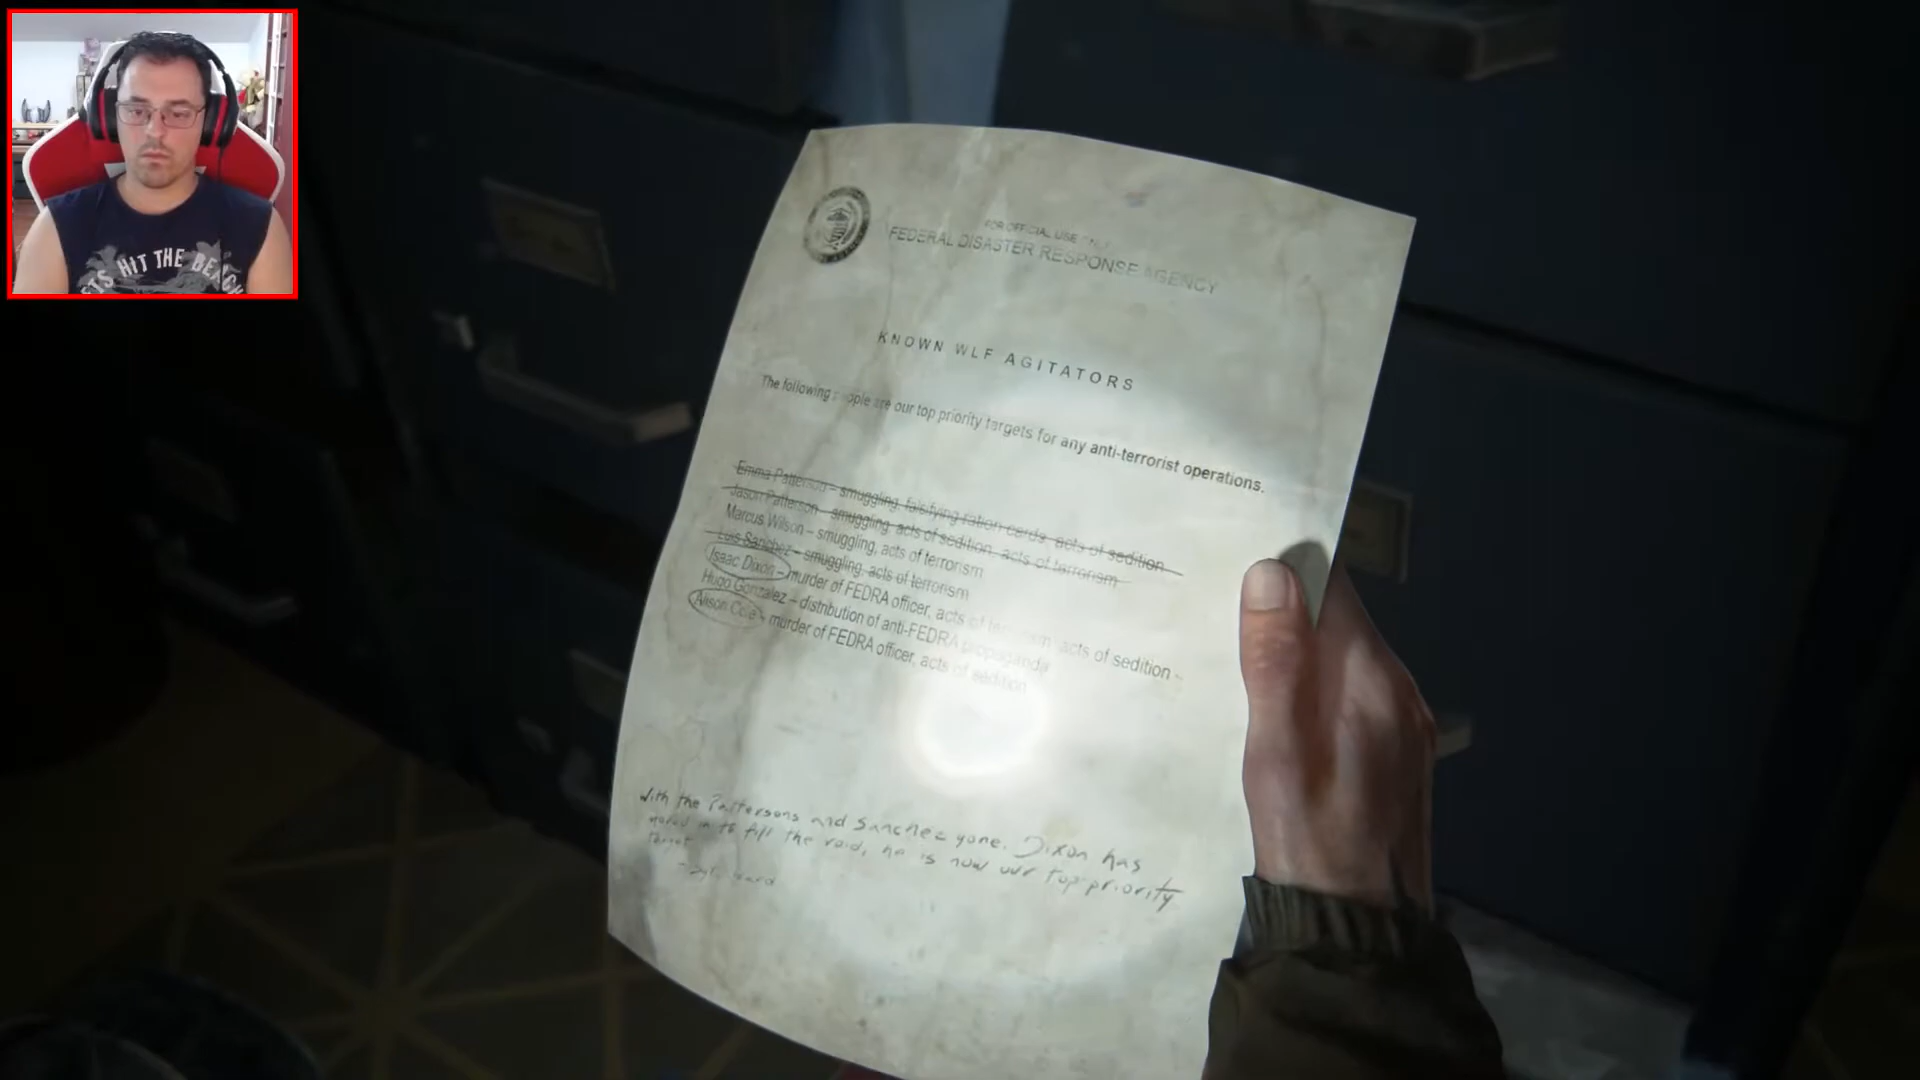 HIT THE BEACH
FOR OFFICIAL USE ONLY
FEDERAL DISASTER RESPONSE AGENCY
KNOWN WLF AGITATORS
The following people are our top priority targets for any anti-terrorist operations.
Emma Patterson – smuggling, falsifying ration cerds, acts of sedition
Jason Patterson – smuggling, acts of sedition, acts of terrorism
Marcus Wilson – smuggling, acts of terrorism
Luis Sanchez – smuggling, acts of terrorism
Isaac Dixon – murder of FEDRA officer, acts of terrorism, acts of sedition
Hugo Gonzalez – distribution of anti-FEDRA propaganda
Alison Cole – murder of FEDRA officer, acts of sedition
With the Pattersons and Sanchez gone, Dixon has
moved in to fill the void, he is now our top priority
target